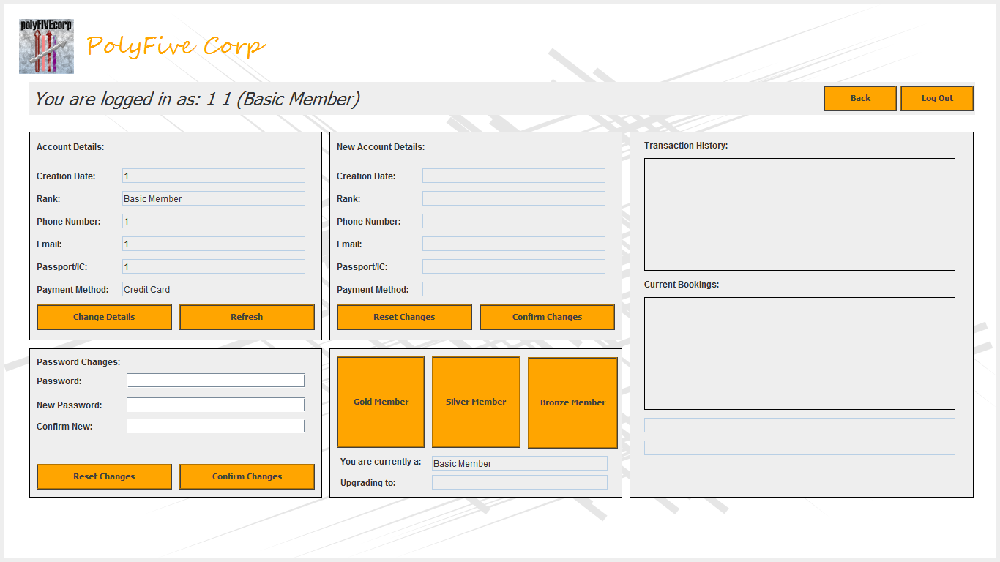 polyFIVEcorp
PolyFive Corp
You are logged in as: 1 1 (Basic Member)
Back
Log Out
Account Details:
Creation Date: 1
Rank: Basic Member
Phone Number: 1
Email: 1
Passport/IC: 1
Payment Method: Credit Card
Change Details
Refresh
New Account Details:
Creation Date:
Rank:
Phone Number:
Email:
Passport/IC:
Payment Method:
Reset Changes
Confirm Changes
Transaction History:
Current Bookings:
Password Changes:
Password:
New Password:
Confirm New:
Reset Changes
Confirm Changes
Gold Member
Silver Member
Bronze Member
You are currently a: Basic Member
Upgrading to: